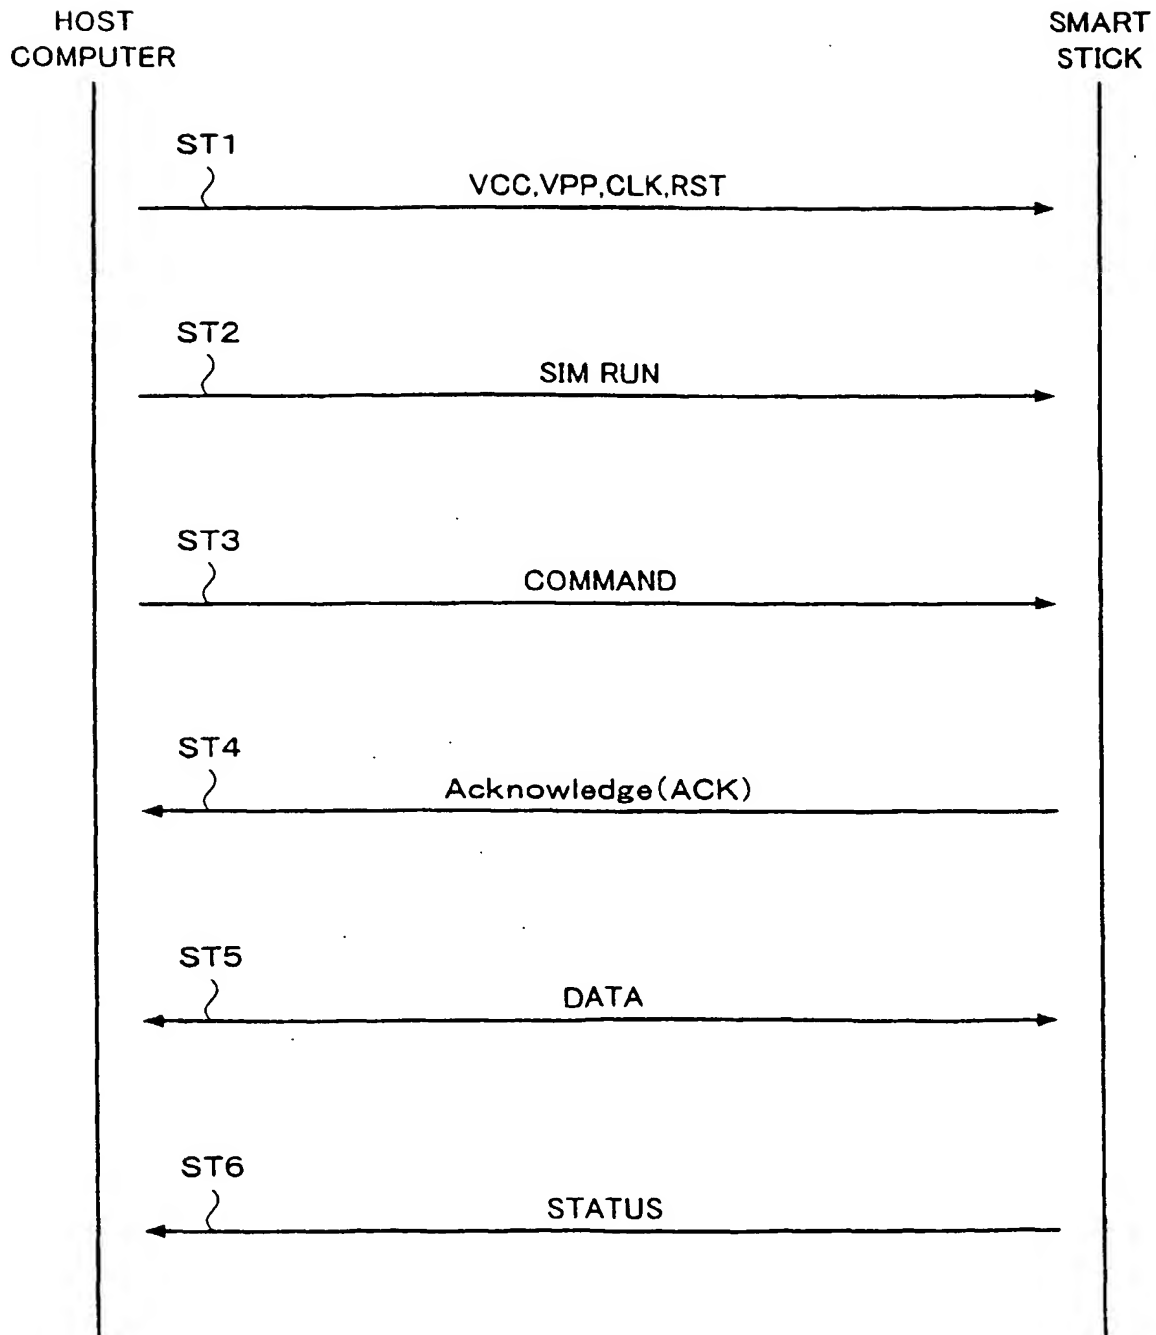 HOST
COMPUTER
SMART
STICK
ST1
VCC,VPP,CLK,RST
ST2
SIM RUN
ST3
COMMAND
ST4
Acknowledge(ACK)
ST5
DATA
ST6
STATUS